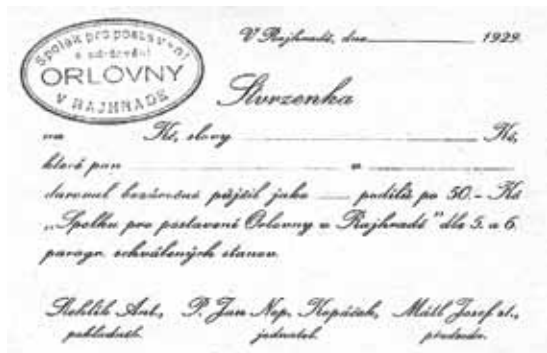 Spolek pro postavení
a udržování
ORLOVNY
V RAJHRADĚ
V Rajhradě, dne 1929.
Stvrzenka
na Kč, slovy Kč,
které pan v
daroval bezúročně půjčil jako podílů po 50.- Kč
„Spolku pro postavení Orlovny v Rajhradě" dle 5. a 6.
paragr. schválených stanov.
Stehlík Ant., P. Jan Nep. Kopáček, Mátl Josef st.,
pokladník. jednatel. předseda.